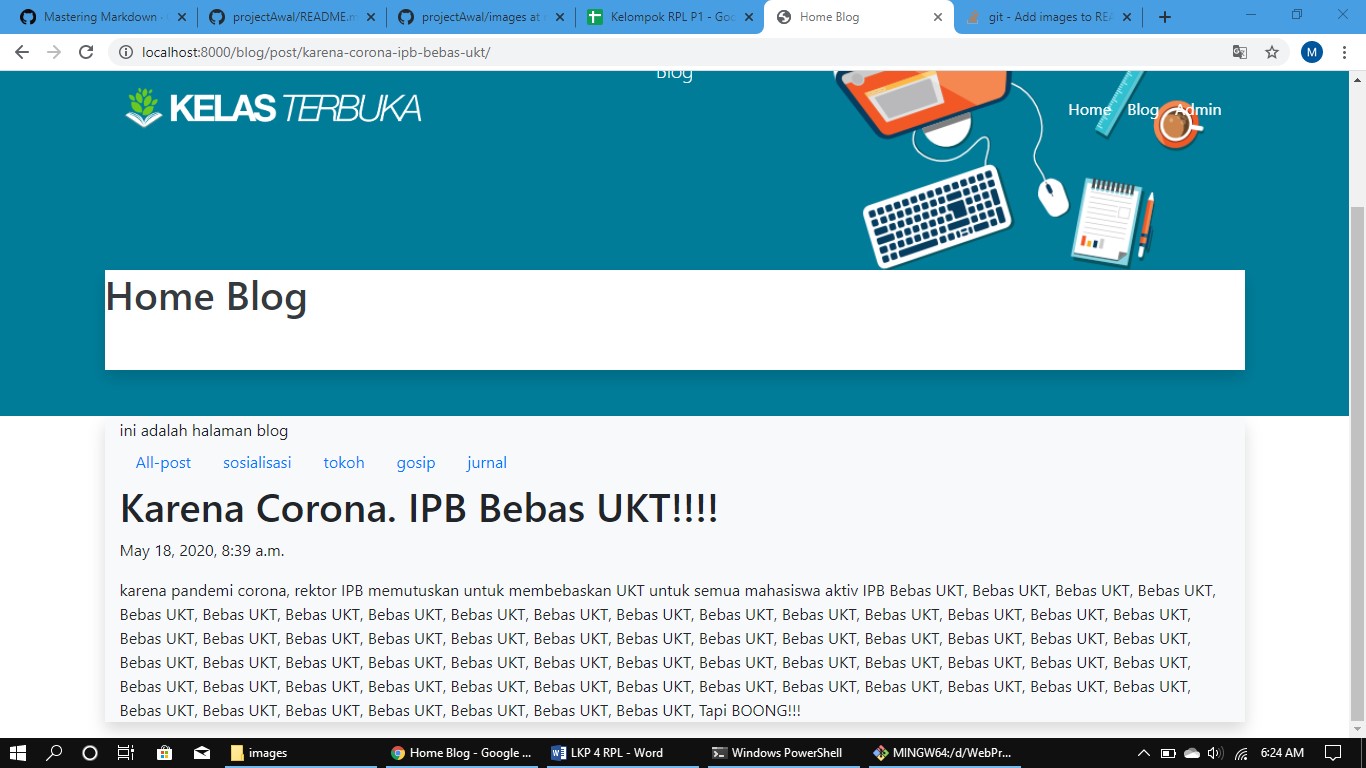 Mastering Markdown ·
projectAwal/README.m
projectAwal/images at
Kelompok RPL P1 - Goo
Home Blog
git - Add images to REA
localhost:8000/blog/post/karena-corona-ipb-bebas-ukt/
M
Blog
KELAS TERBUKA
Home Blog Admin
Home Blog
ini adalah halaman blog
All-post sosialisasi tokoh gosip jurnal
Karena Corona. IPB Bebas UKT!!!!
May 18, 2020, 8:39 a.m.
karena pandemi corona, rektor IPB memutuskan untuk membebaskan UKT untuk semua mahasiswa aktiv IPB Bebas UKT, Bebas UKT, Bebas UKT, Bebas UKT,
Bebas UKT, Bebas UKT, Bebas UKT, Bebas UKT, Bebas UKT, Bebas UKT, Bebas UKT, Bebas UKT, Bebas UKT, Bebas UKT, Bebas UKT, Bebas UKT, Bebas UKT,
Bebas UKT, Bebas UKT, Bebas UKT, Bebas UKT, Bebas UKT, Bebas UKT, Bebas UKT, Bebas UKT, Bebas UKT, Bebas UKT, Bebas UKT, Bebas UKT, Bebas UKT,
Bebas UKT, Bebas UKT, Bebas UKT, Bebas UKT, Bebas UKT, Bebas UKT, Bebas UKT, Bebas UKT, Bebas UKT, Bebas UKT, Bebas UKT, Bebas UKT, Bebas UKT,
Bebas UKT, Bebas UKT, Bebas UKT, Bebas UKT, Bebas UKT, Bebas UKT, Bebas UKT, Bebas UKT, Bebas UKT, Bebas UKT, Bebas UKT, Bebas UKT, Bebas UKT,
Bebas UKT, Bebas UKT, Bebas UKT, Bebas UKT, Bebas UKT, Bebas UKT, Bebas UKT, Tapi BOONG!!!
images
Home Blog - Google ...
LKP 4 RPL - Word
Windows PowerShell
MINGW64:/d/WebPr...
6:24 AM